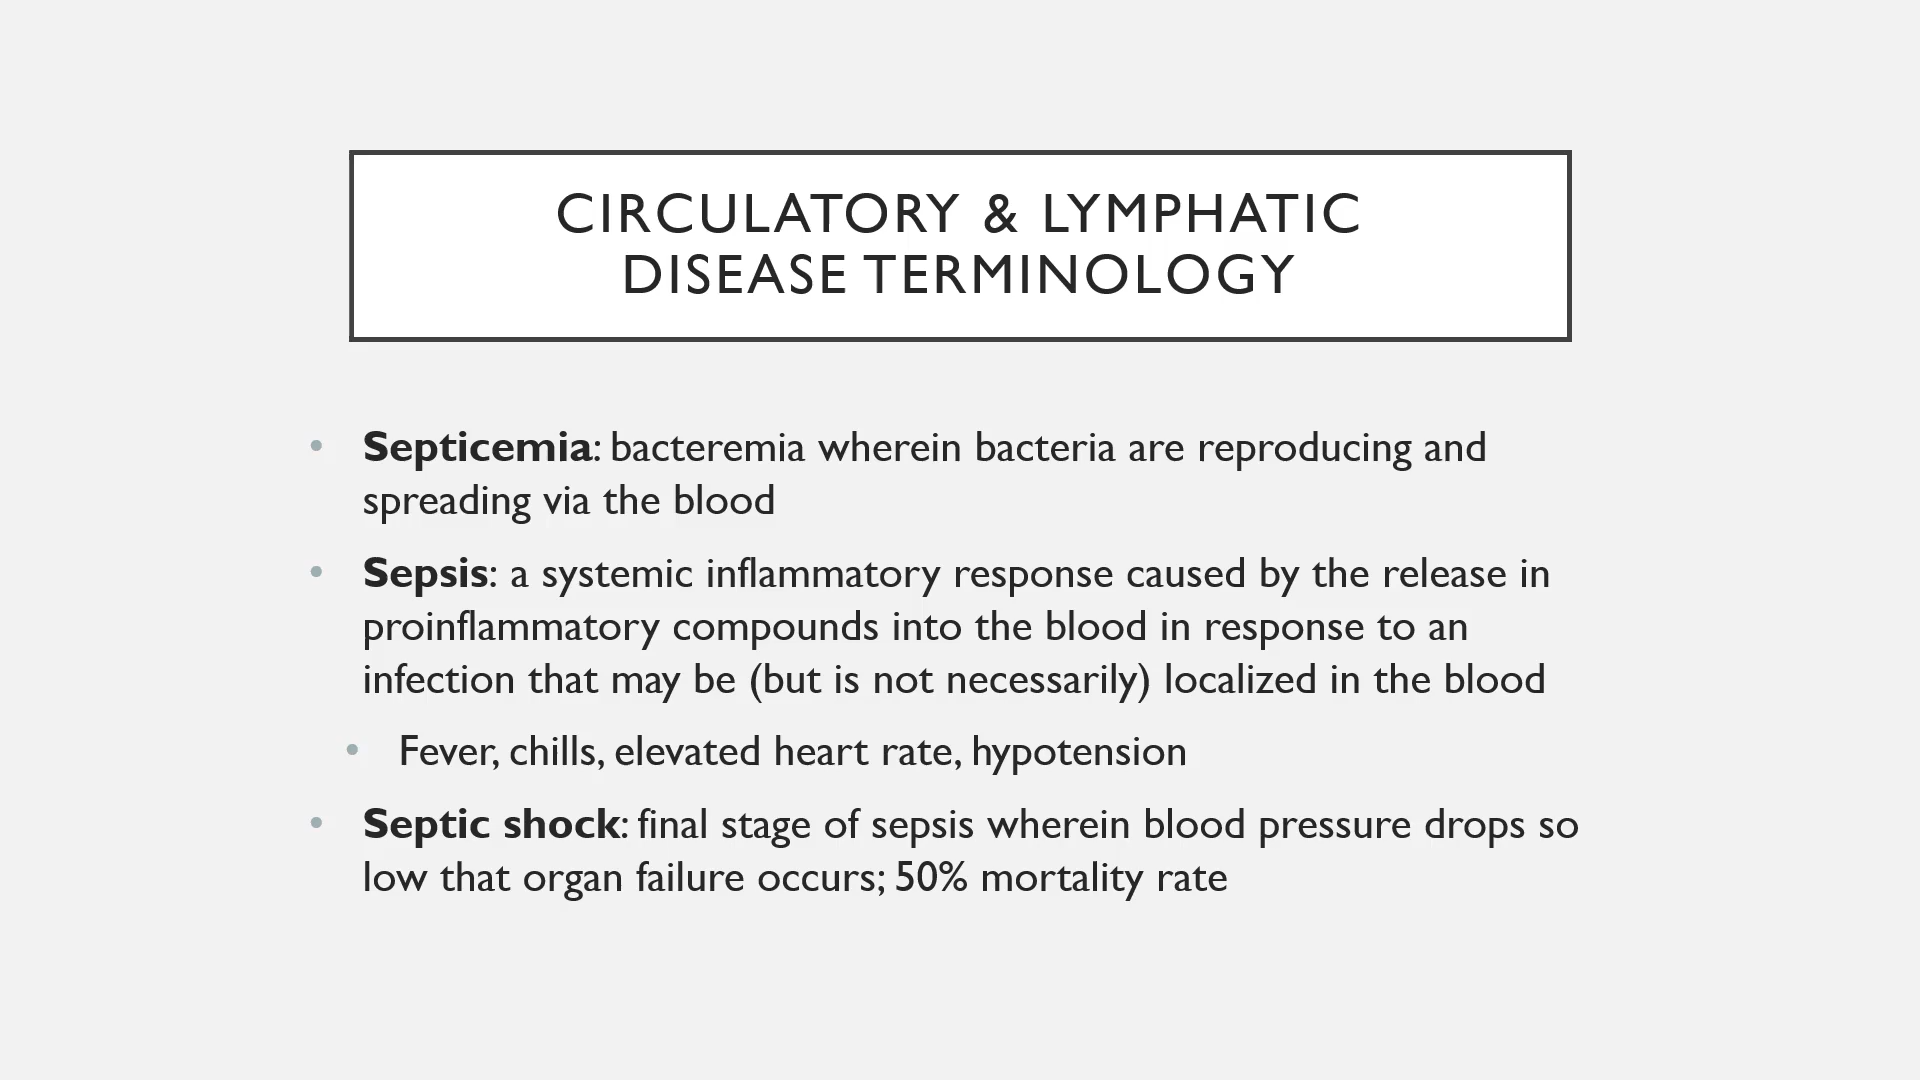 CIRCULATORY & LYMPHATIC
DISEASE TERMINOLOGY
• Septicemia: bacteremia wherein bacteria are reproducing and
spreading via the blood
• Sepsis: a systemic inflammatory response caused by the release in
proinflammatory compounds into the blood in response to an
infection that may be (but is not necessarily) localized in the blood
• Fever, chills, elevated heart rate, hypotension
• Septic shock: final stage of sepsis wherein blood pressure drops so
low that organ failure occurs; 50% mortality rate